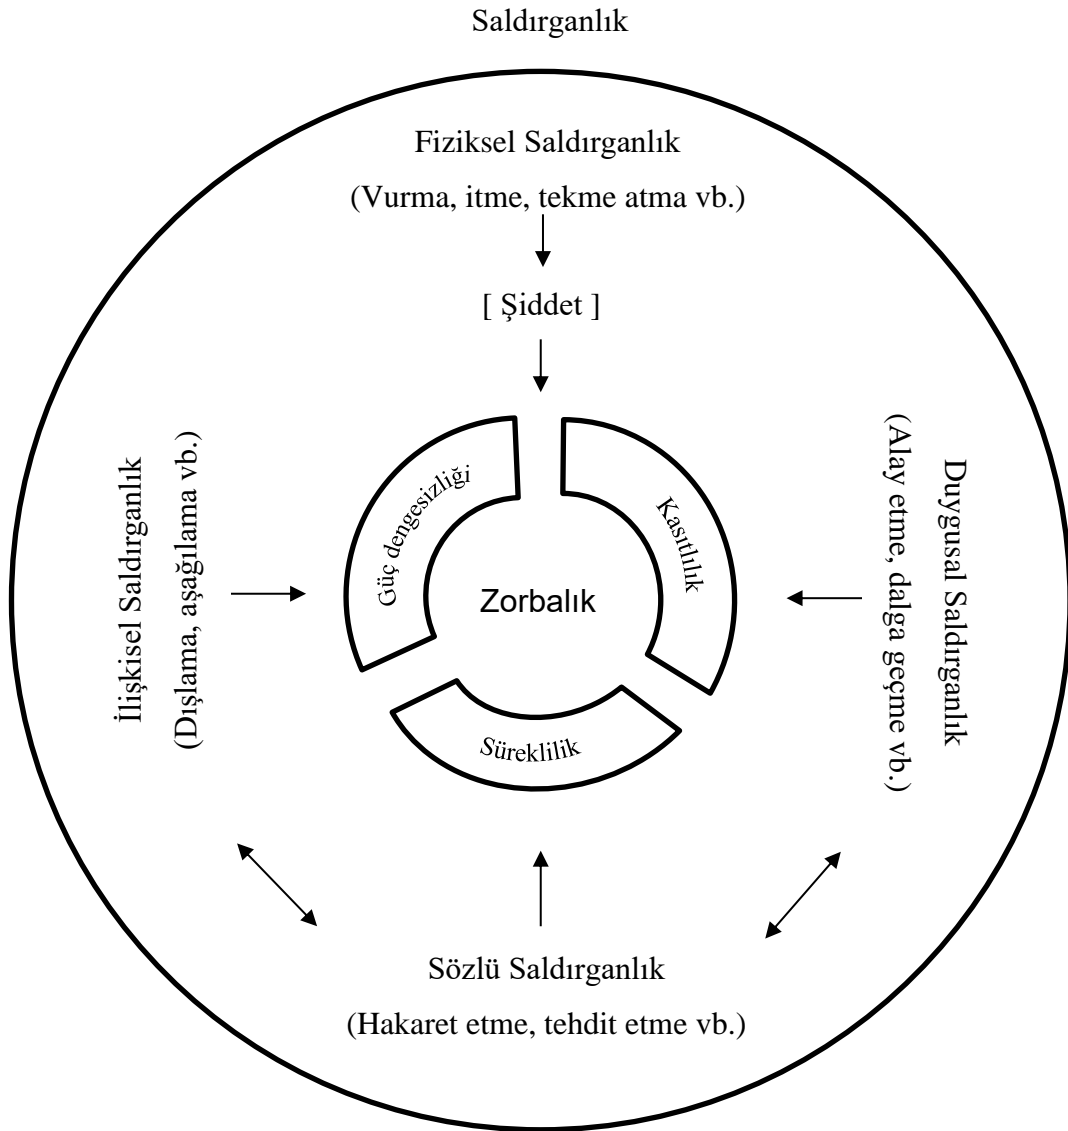 Saldırganlık
Fiziksel Saldırganlık
(Vurma, itme, tekme atma vb.)
[ Şiddet ]
İlişkisel Saldırganlık
(Dışlama, aşağılama vb.)
Güç dengesizliği
Kasıtlılık
Zorbalık
Süreklilik
Duygusal Saldırganlık
(Alay etme, dalga geçme vb.)
Sözlü Saldırganlık
(Hakaret etme, tehdit etme vb.)